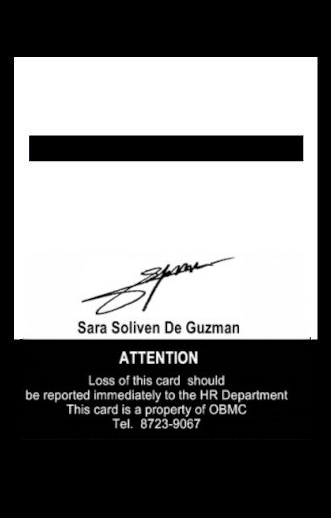 Sara Soliven De Guzman
ATTENTION
Loss of this card should
be reported immediately to the HR Department
This card is a property of OBMC
Tel. 8723-9067